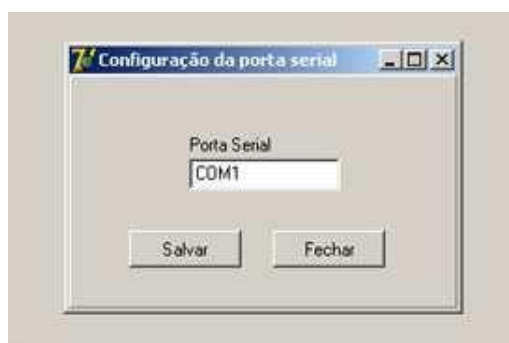 Configuração da porta serial
Porta Serial
COM1
Salvar
Fechar